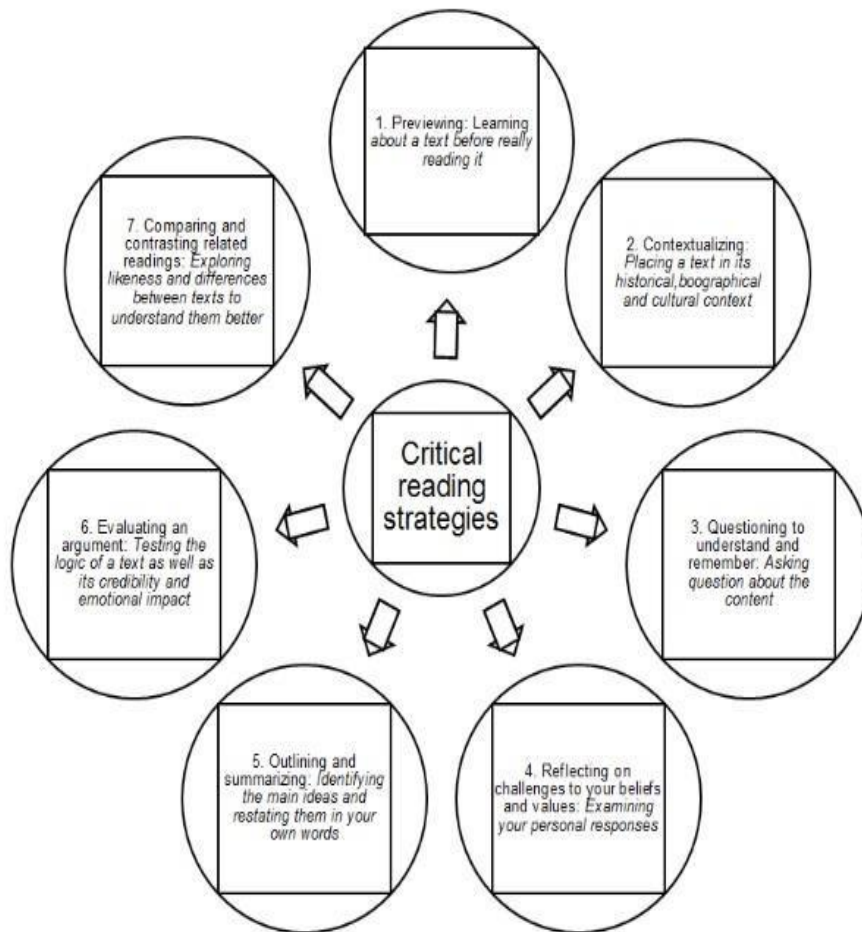 Critical
reading
strategies
1. Previewing: Learning
about a text before really
reading it
2. Contextualizing:
Placing a text in its
historical,boographical
and cultural context
3. Questioning to
understand and
remember: Asking
question about the
content
4. Reflecting on
challenges to your beliefs
and values: Examining
your personal responses
5. Outlining and
summarizing: Identifying
the main ideas and
restating them in your
own words
6. Evaluating an
argument: Testing the
logic of a text as well as
its credibility and
emotional impact
7. Comparing and
contrasting related
readings: Exploring
likeness and differences
between texts to
understand them better